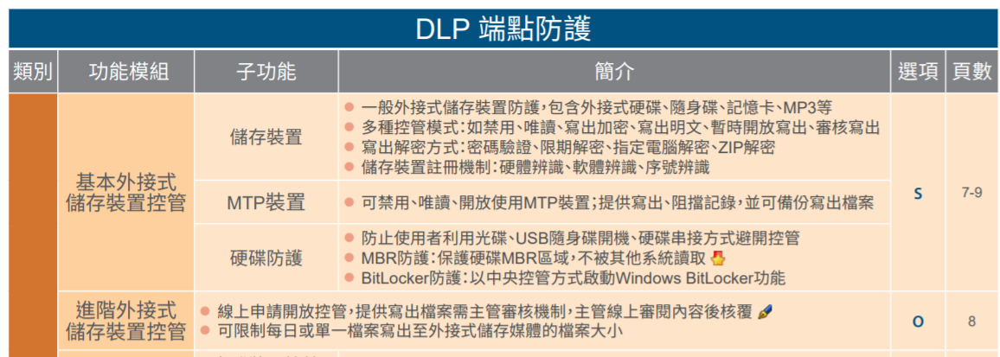 DLP 端點防護
類別 功能模組 子功能 簡介 選項 頁數
基本外接式
儲存裝置控管
儲存裝置
一般外接式儲存裝置防護,包含外接式硬碟、隨身碟、記憶卡、MP3等
多種控管模式:如禁用、唯讀、寫出加密、寫出明文、暫時開放寫出、審核寫出
寫出解密方式:密碼驗證、限期解密、指定電腦解密、ZIP解密
儲存裝置註冊機制:硬體辨識、軟體辨識、序號辨識
MTP裝置
可禁用、唯讀、開放使用MTP裝置;提供寫出、阻擋記錄,並可備份寫出檔案
硬碟防護
防止使用者利用光碟、USB隨身碟開機、硬碟串接方式避開控管
MBR防護:保護硬碟MBR區域,不被其他系統讀取
BitLocker防護:以中央控管方式啟動Windows BitLocker功能
S
7-9
進階外接式
儲存裝置控管
線上申請開放控管,提供寫出檔案需主管審核機制,主管線上審閱內容後核覆
可限制每日或單一檔案寫出至外接式儲存媒體的檔案大小
O
8